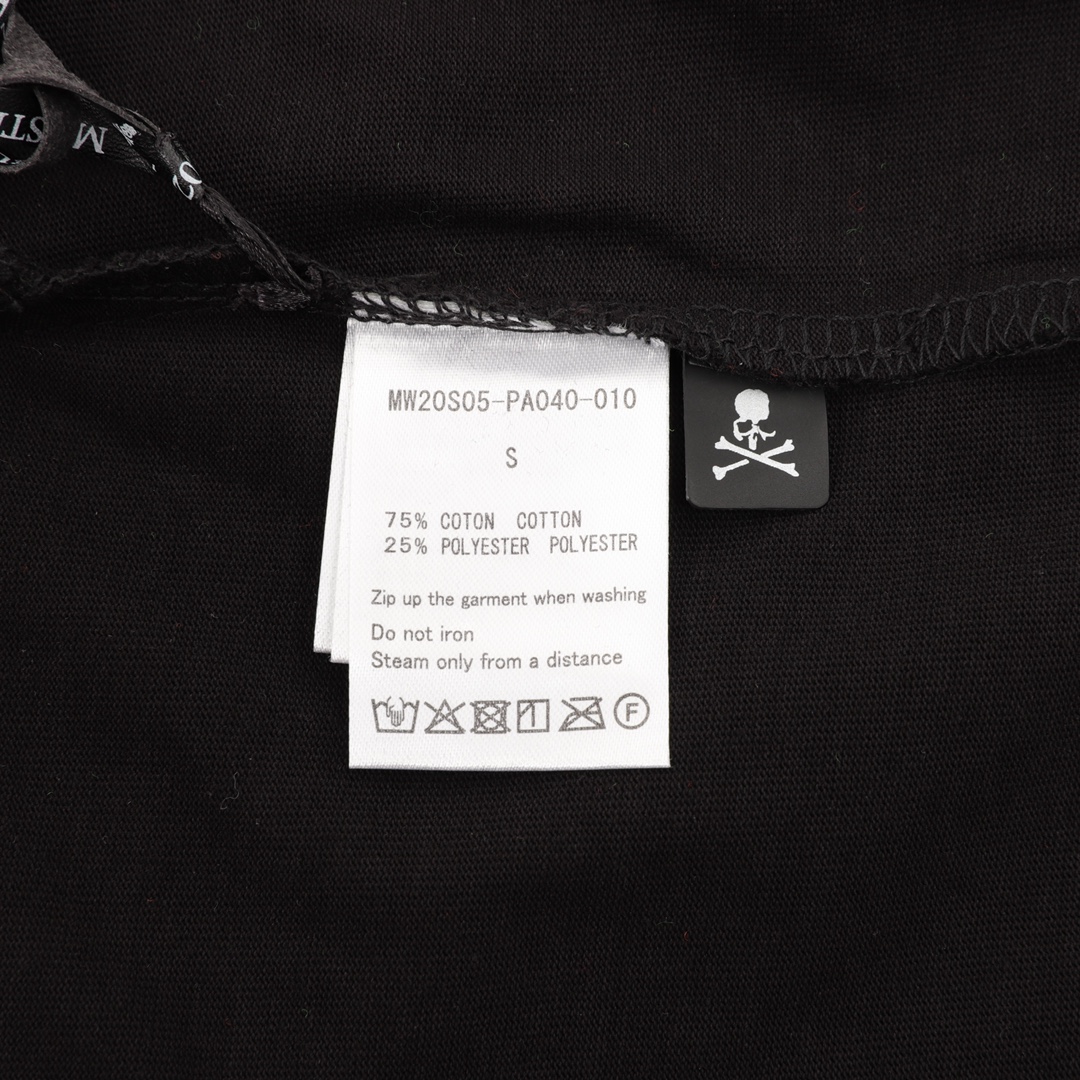 STL
M
MW20S05-PA040-010
S
75% COTON COTTON
25% POLYESTER POLYESTER
Zip up the garment when washing
Do not iron
Steam only from a distance
F